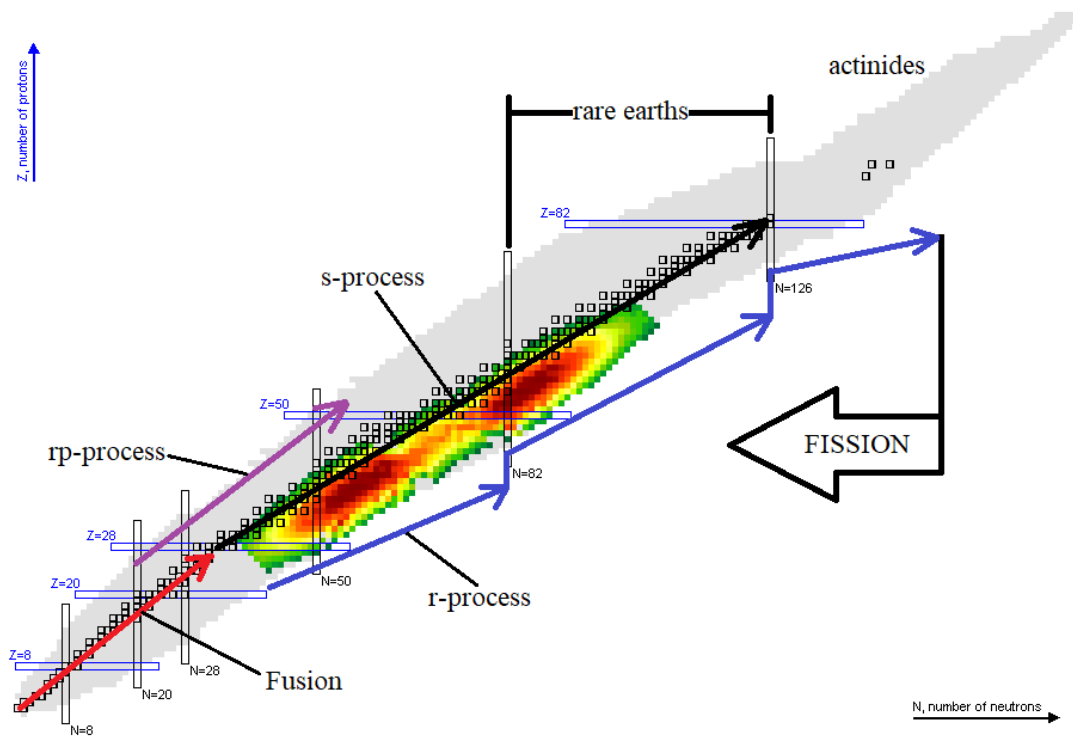 Z, number of protons
actinides
rare earths
Z=82
s-process
N=126
Z=50
rp-process
FISSION
N=82
Z=28
Z=20
N=50
r-process
Z=8
N=28
Fusion
N=20
N=8
N, number of neutrons